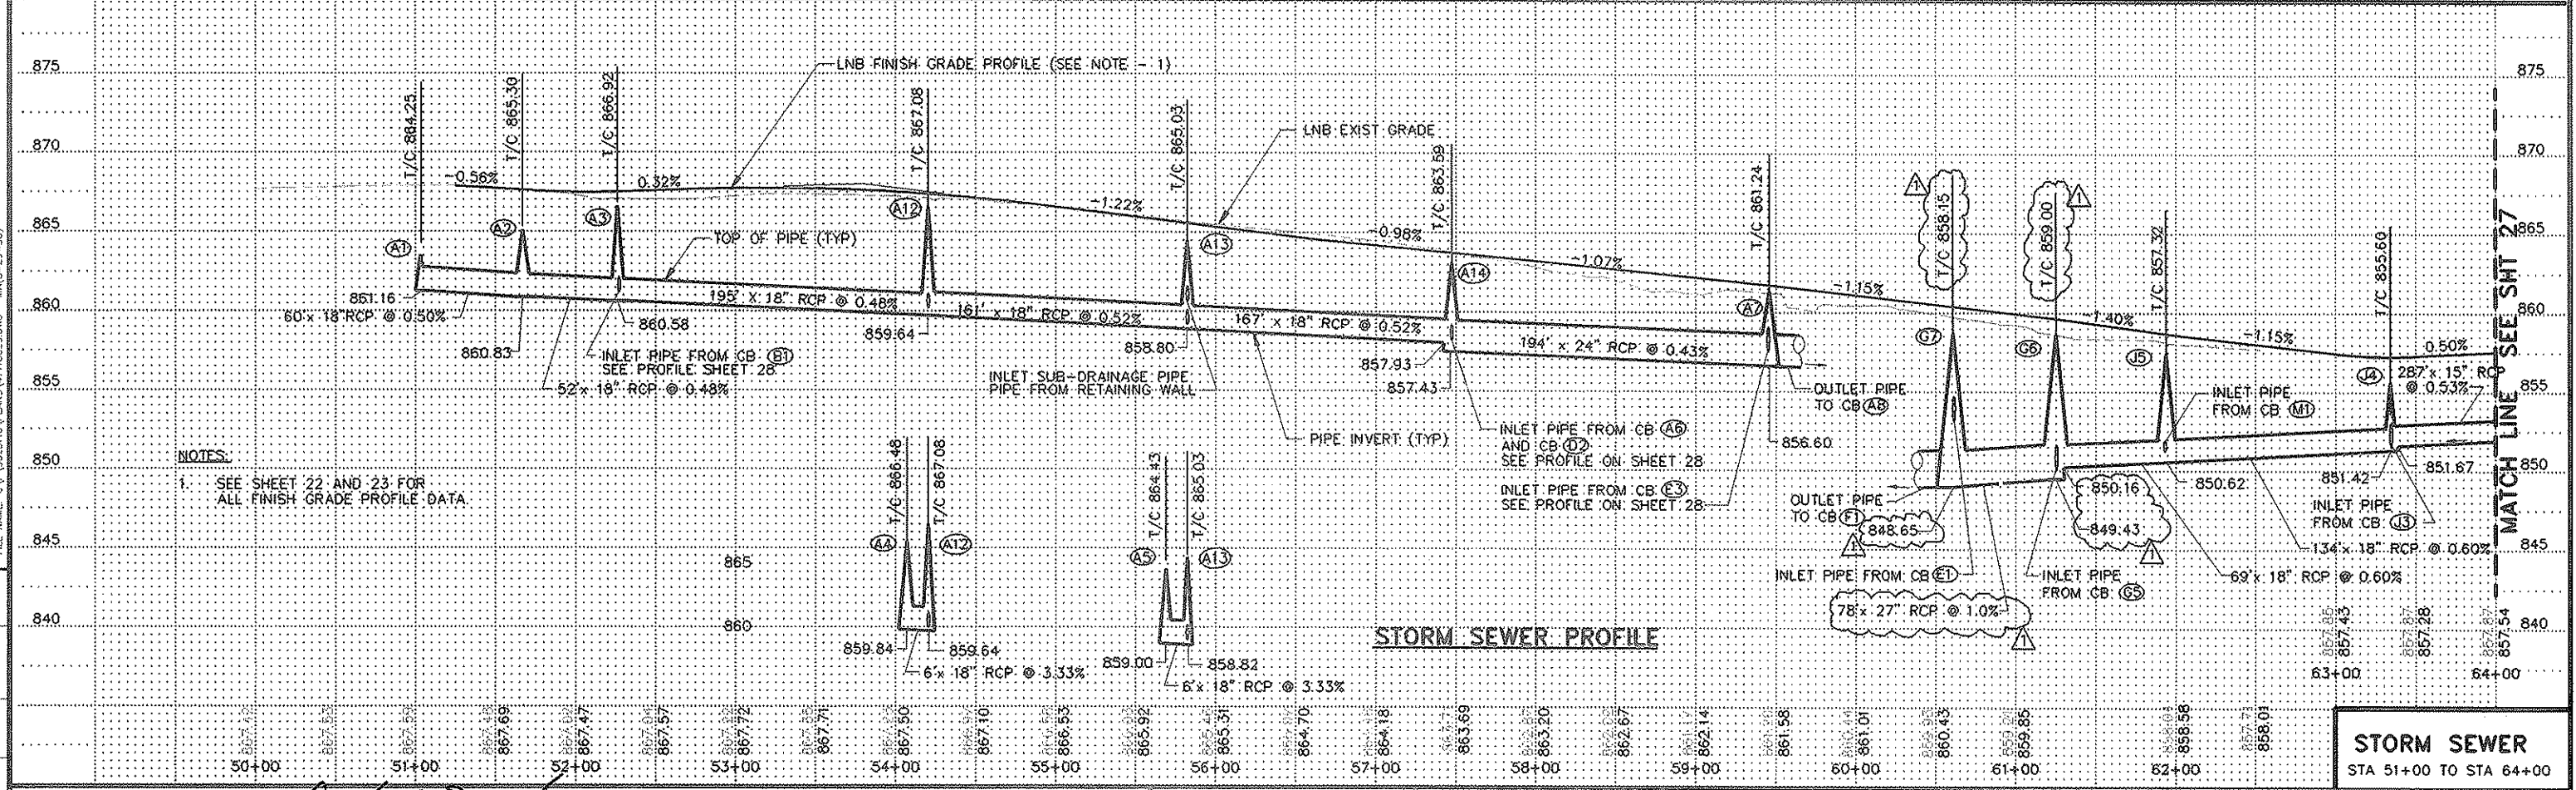 875
870
865
860
855
850
845
840
T/C 864.25
T/C 865.30
T/C 866.92
T/C 867.08
T/C 865.03
T/C 863.59
T/C 861.24
T/C 858.15
T/C 859.00
T/C 857.32
T/C 855.60
1
1
LNB FINISH GRADE PROFILE (SEE NOTE - 1)
LNB EXIST GRADE
-0.56%
0.32%
-1.22%
-0.98%
-1.07%
-1.15%
-1.40%
-1.15%
0.50%
A1
A2
A3
A12
A13
A14
A7
G7
G6
J5
J4
TOP OF PIPE (TYP)
861.16
60'x 18"RCP @ 0.50%
860.83
52'x 18" RCP @ 0.48%
860.58
INLET PIPE FROM CB B1
SEE PROFILE SHEET 28
195' X 18" RCP @ 0.48%
859.64
161' x 18" RCP @ 0.52%
858.80
INLET SUB-DRAINAGE PIPE
PIPE FROM RETAINING WALL
167' x 18" RCP @ 0.52%
PIPE INVERT (TYP)
857.93
857.43
194' x 24" RCP @ 0.43%
INLET PIPE FROM CB A6
AND CB D2
SEE PROFILE ON SHEET 28
INLET PIPE FROM CB E3
SEE PROFILE ON SHEET 28
OUTLET PIPE
TO CB A8
856.60
OUTLET PIPE
TO CB F1
848.65
1
INLET PIPE FROM CB E1
78'x 27" RCP @ 1.0%
1
850.16
849.43
1
INLET PIPE
FROM CB G5
INLET PIPE
FROM CB M1
850.62
69'x 18" RCP @ 0.60%
134'x 18" RCP @ 0.60%
851.42
851.67
INLET PIPE
FROM CB J3
287'x 15" RCP
@ 0.53%
875
870
865
860
855
850
845
840
MATCH LINE SEE SHT 27
NOTES:
1. SEE SHEET 22 AND 23 FOR
ALL FINISH GRADE PROFILE DATA.
865
860
T/C 866.48
T/C 867.08
A4
A12
859.84
859.64
6'x 18" RCP @ 3.33%
T/C 864.43
T/C 865.03
A5
A13
859.00
858.82
6'x 18" RCP @ 3.33%
STORM SEWER PROFILE
857.43
857.28
857.54
63+00
64+00
867.69
867.47
867.57
867.72
867.71
867.50
867.10
866.53
865.92
865.31
864.70
864.18
863.69
863.20
862.67
862.14
861.58
861.01
860.43
859.85
858.58
858.01
50+00
51+00
52+00
53+00
54+00
55+00
56+00
57+00
58+00
59+00
60+00
61+00
62+00
STORM SEWER
STA 51+00 TO STA 64+00